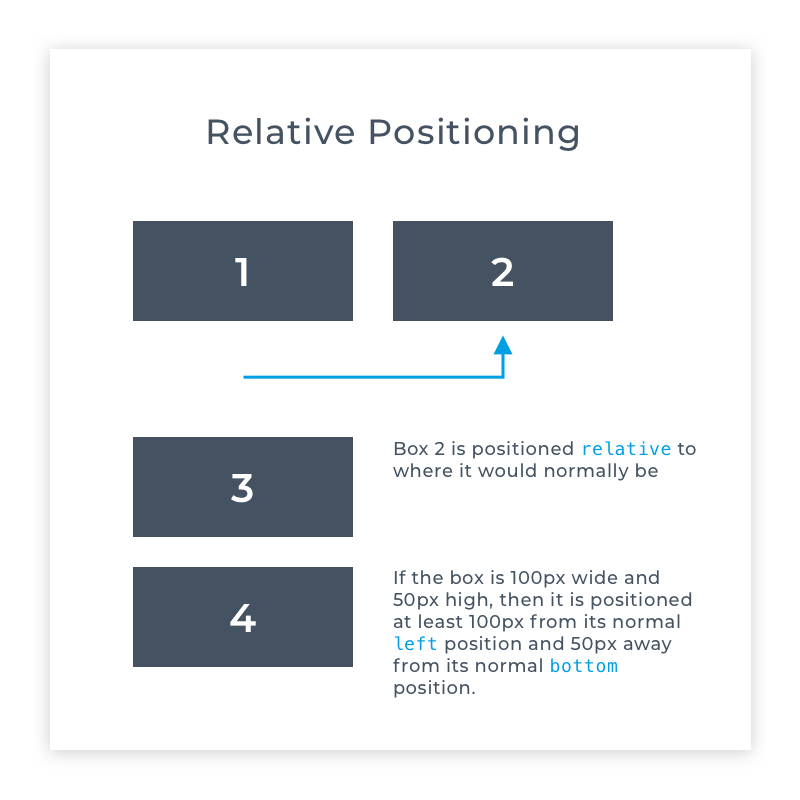 Relative Positioning
1
2
3
Box 2 is positioned relative to
where it would normally be
4
If the box is 100px wide and
50px high, then it is positioned
at least 100px from its normal
left position and 50px away
from its normal bottom
position.